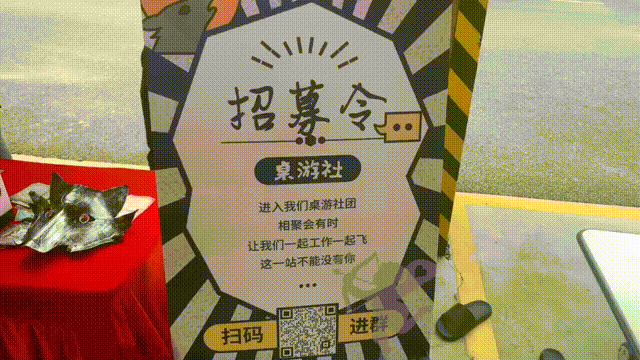 招募令
桌游社
进入我们桌游社团
相聚会有时
让我们一起工作一起飞
这一站不能没有你
扫码
进群